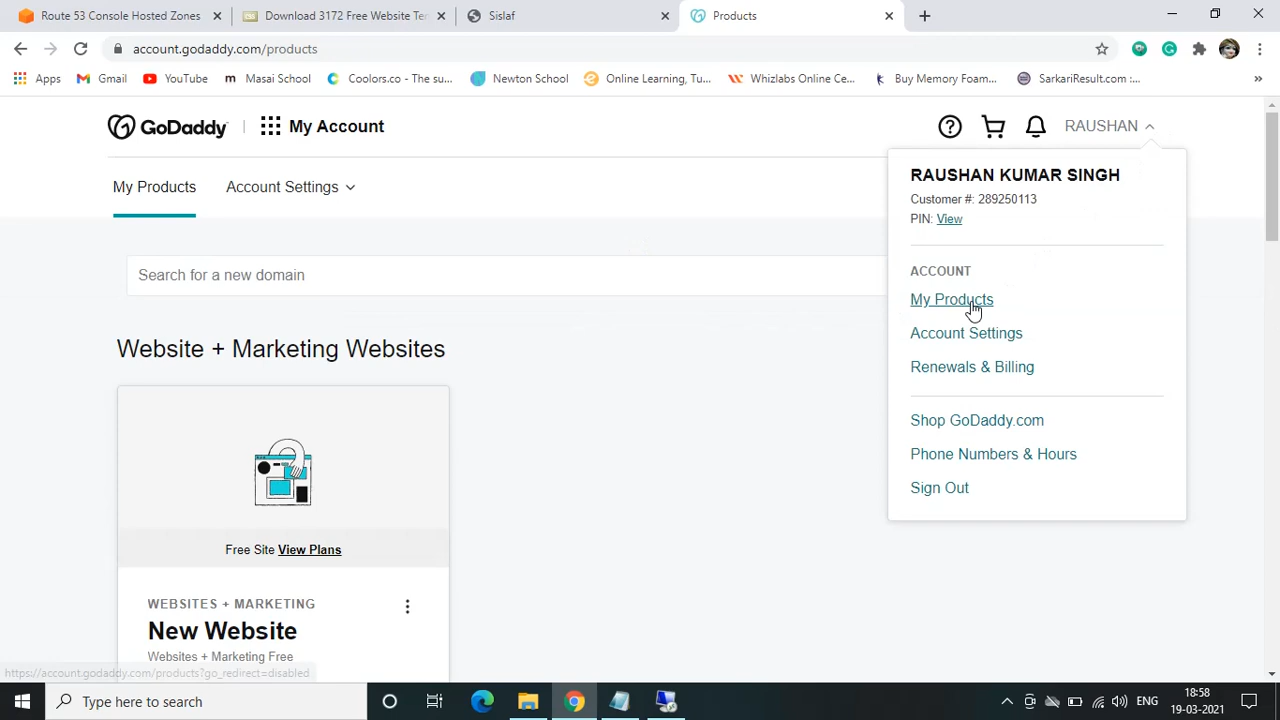 Route 53 Console Hosted Zones
Download 3172 Free Website Ter
Sislaf
Products
account.godaddy.com/products
Apps
Gmail
YouTube
Masai School
Coolors.co - The su...
Newton School
Online Learning, Tu...
Whizlabs Online Ce...
Buy Memory Foam...
SarkariResult.com :...
»
GoDaddy
My Account
RAUSHAN
My Products
Account Settings
RAUSHAN KUMAR SINGH
Customer #: 289250113
PIN: View
Search for a new domain
ACCOUNT
My Products
Account Settings
Renewals & Billing
Shop GoDaddy.com
Phone Numbers & Hours
Sign Out
Website + Marketing Websites
Free Site View Plans
WEBSITES + MARKETING
New Website
Websites + Marketing Free
https://account.godaddy.com/products?go_redirect=disabled
Type here to search
ENG
18:58
19-03-2021